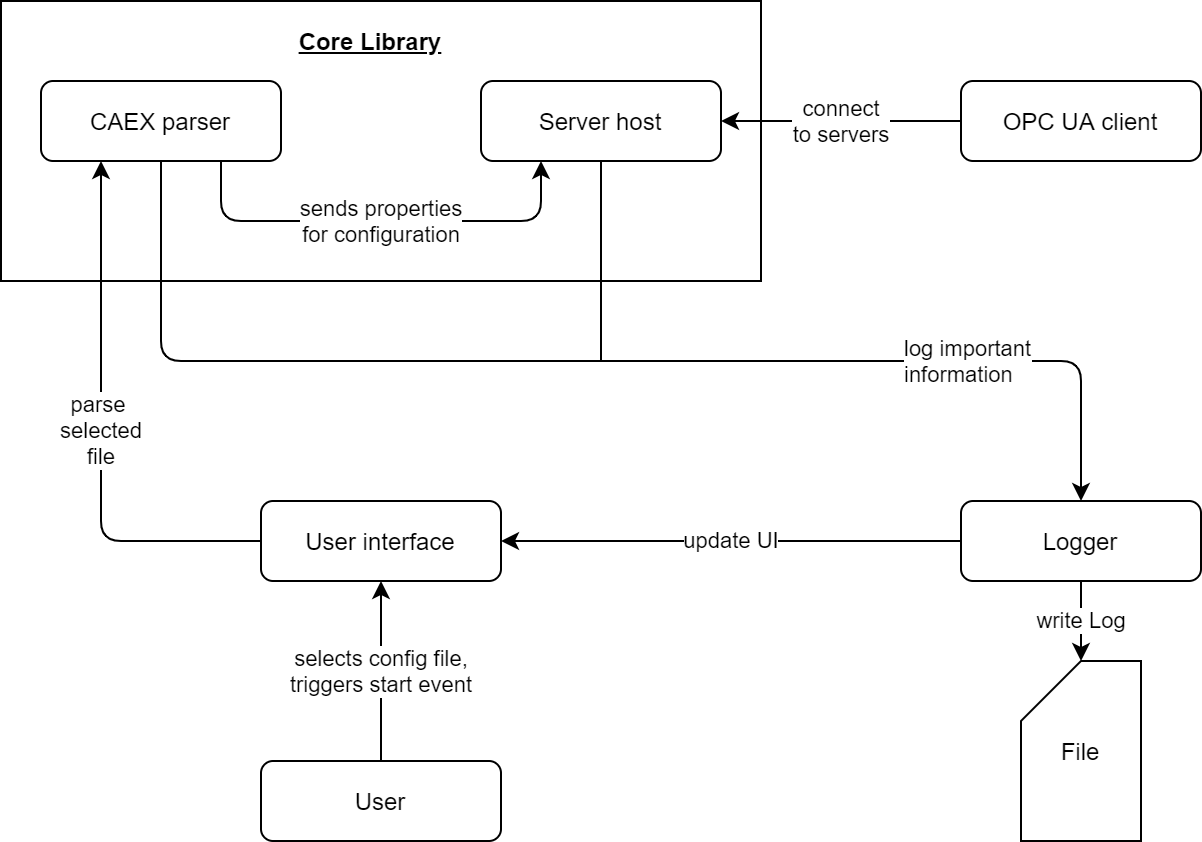 Core Library
CAEX parser
Server host
connect
to servers
OPC UA client
sends properties
for configuration
log important
information
parse
selected
file
User interface
update UI
Logger
write Log
selects config file,
triggers start event
File
User